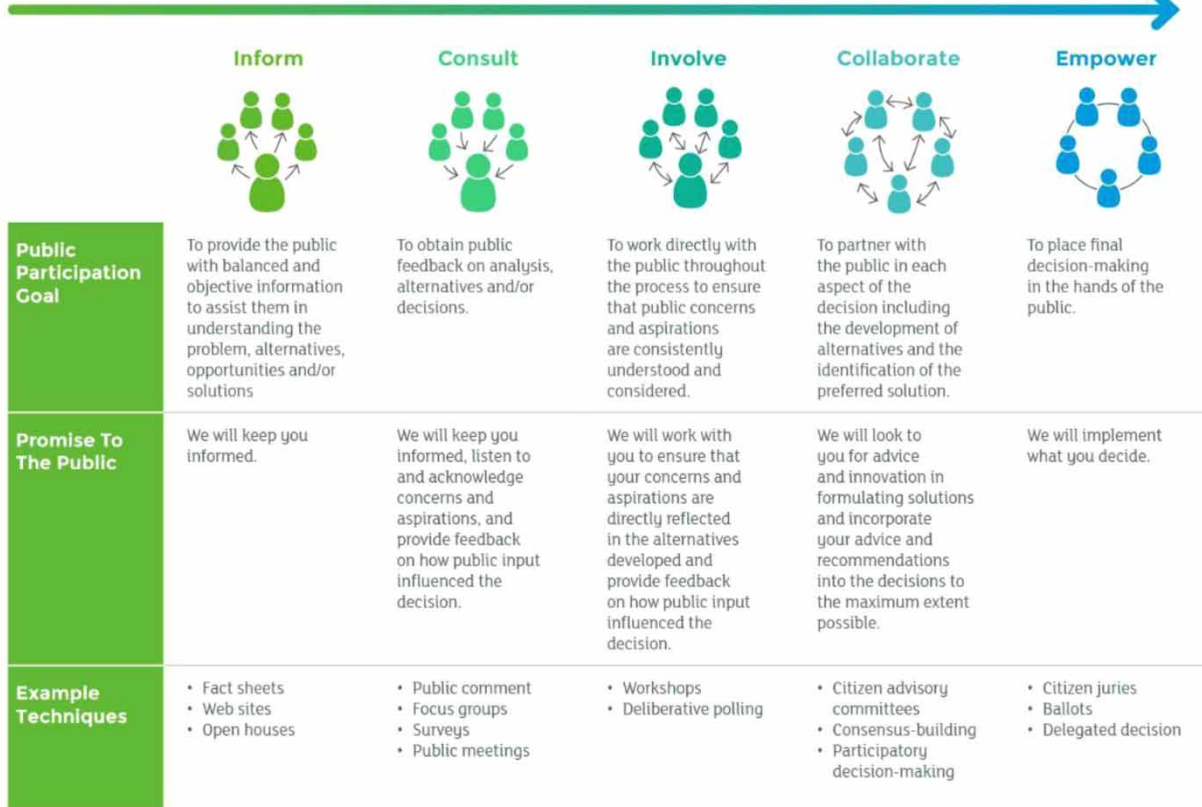 Inform
Consult
Involve
Collaborate
Empower
Public
Participation
Goal
To provide the public
with balanced and
objective information
to assist them in
understanding the
problem, alternatives,
opportunities and/or
solutions
To obtain public
feedback on analysis,
alternatives and/or
decisions.
To work directly with
the public throughout
the process to ensure
that public concerns
and aspirations
are consistently
understood and
considered.
To partner with
the public in each
aspect of the
decision including
the development of
alternatives and the
identification of the
preferred solution.
To place final
decision-making
in the hands of the
public.
Promise To
The Public
We will keep you
informed.
We will keep you
informed, listen to
and acknowledge
concerns and
aspirations, and
provide feedback
on how public input
influenced the
decision.
We will work with
you to ensure that
your concerns and
aspirations are
directly reflected
in the alternatives
developed and
provide feedback
on how public input
influenced the
decision.
We will look to
you for advice
and innovation in
formulating solutions
and incorporate
your advice and
recommendations
into the decisions to
the maximum extent
possible.
We will implement
what you decide.
Example
Techniques
• Fact sheets
• Web sites
• Open houses
• Public comment
• Focus groups
• Surveys
• Public meetings
• Workshops
• Deliberative polling
• Citizen advisory
committees
• Consensus-building
• Participatory
decision-making
• Citizen juries
• Ballots
• Delegated decision